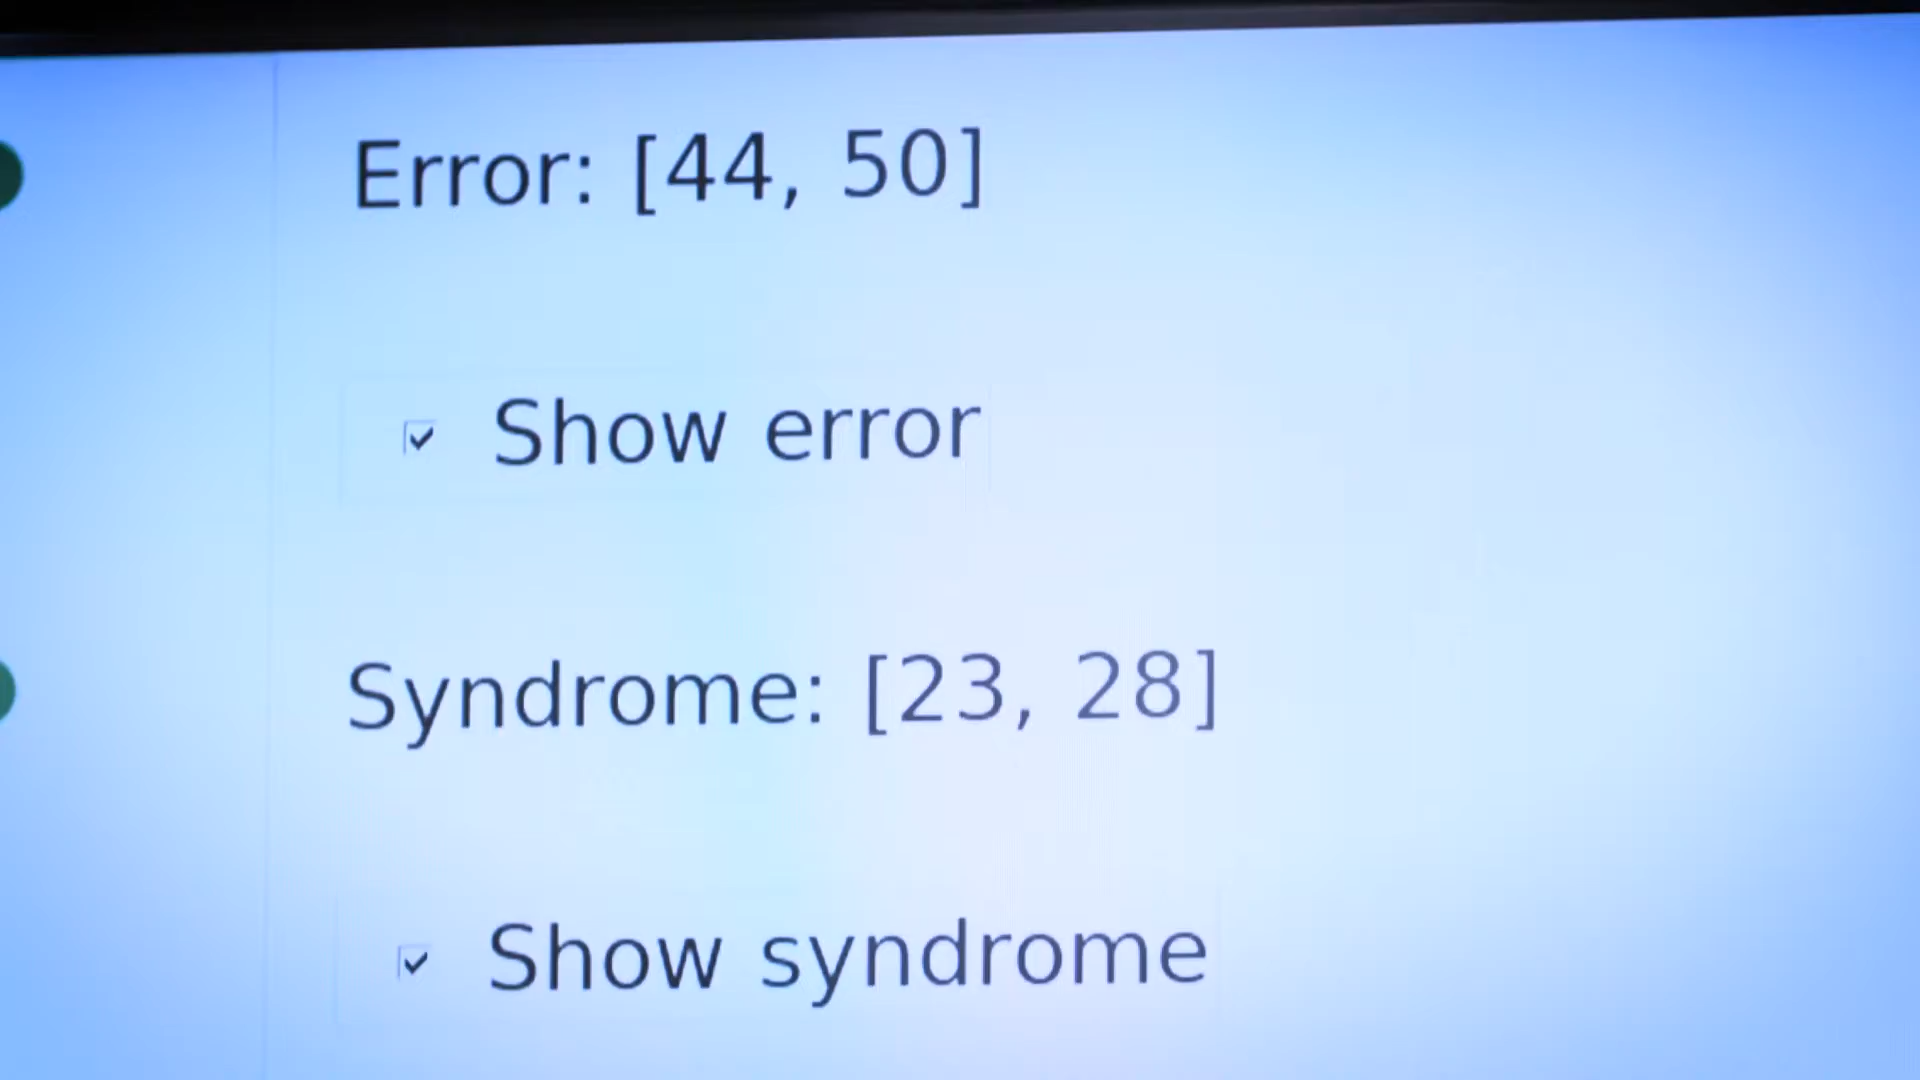 Error: [44, 50]
Show error
Syndrome: [23, 28]
Show syndrome